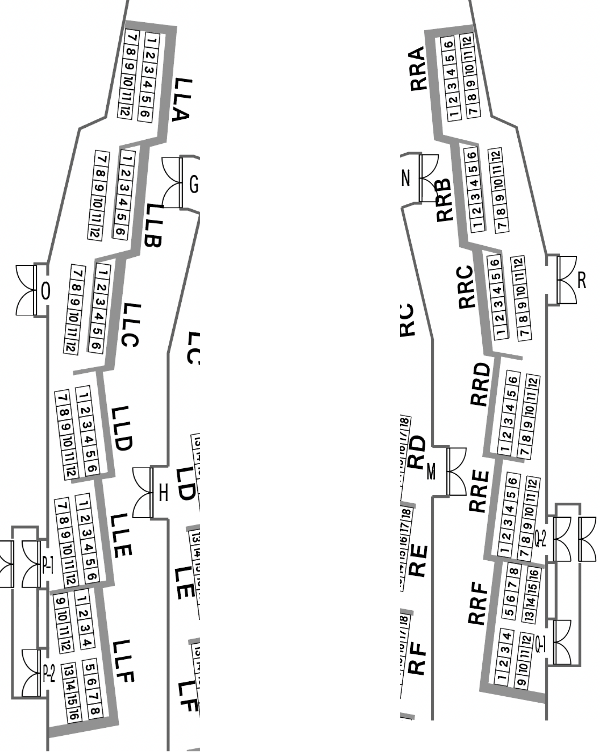 7 8 9 10 11 12
1 2 3 4 5 6
LLA
7 8 9 10 11 12
1 2 3 4 5 6
LLB
G
O
7 8 9 10 11 12
1 2 3 4 5 6
LLC
LC
7 8 9 10 11 12
1 2 3 4 5 6
LLD
LD
H
7 8 9 10 11 12
1 2 3 4 5 6
LLE
LE
P-1
9 10 11 12
1 2 3 4
LLF
LF
P-2
13 14 15 16
5 6 7 8
RRA
1 2 3 4 5 6
7 8 9 10 11 12
N
RRB
1 2 3 4 5 6
7 8 9 10 11 12
RRC
1 2 3 4 5 6
7 8 9 10 11 12
R
RC
RRD
1 2 3 4 5 6
7 8 9 10 11 12
RD
M
RRE
1 2 3 4 5 6
7 8 9 10 11 12
Q-2
RE
RRF
5 6 7 8
13 14 15 16
1 2 3 4
9 10 11 12
Q-1
RF